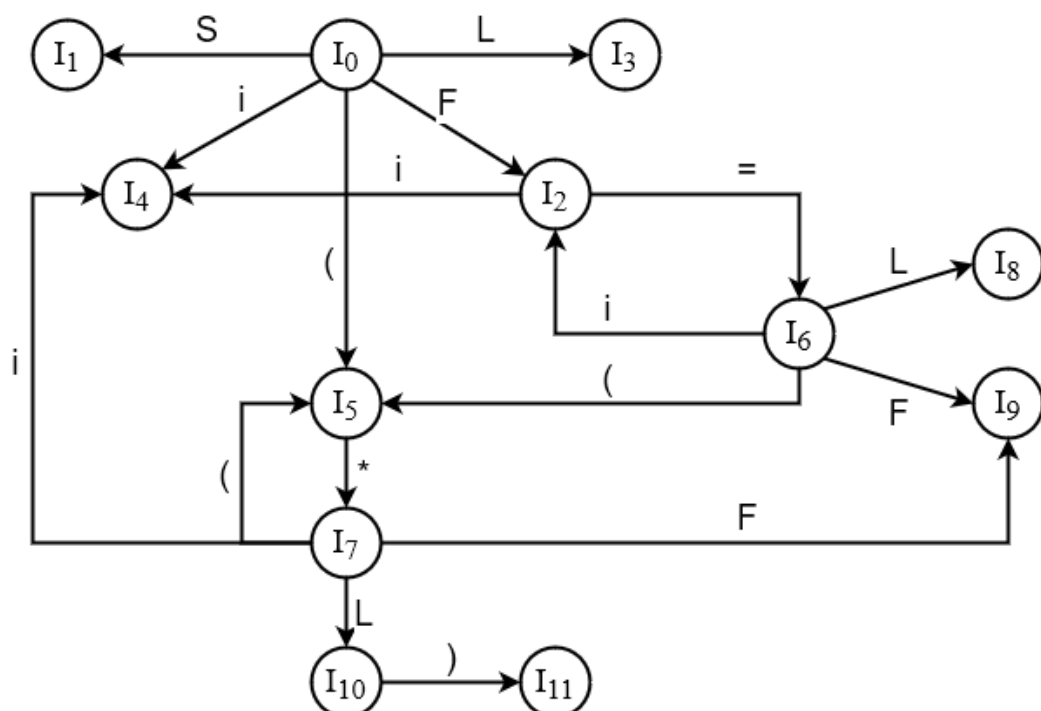 S L
I₁ I₀ I₃
i F
i =
I₄ I₂
( L I₈
i I₆
i (
F
I₅ I₉
( *
F
I₇
L
)
I₁₀ I₁₁